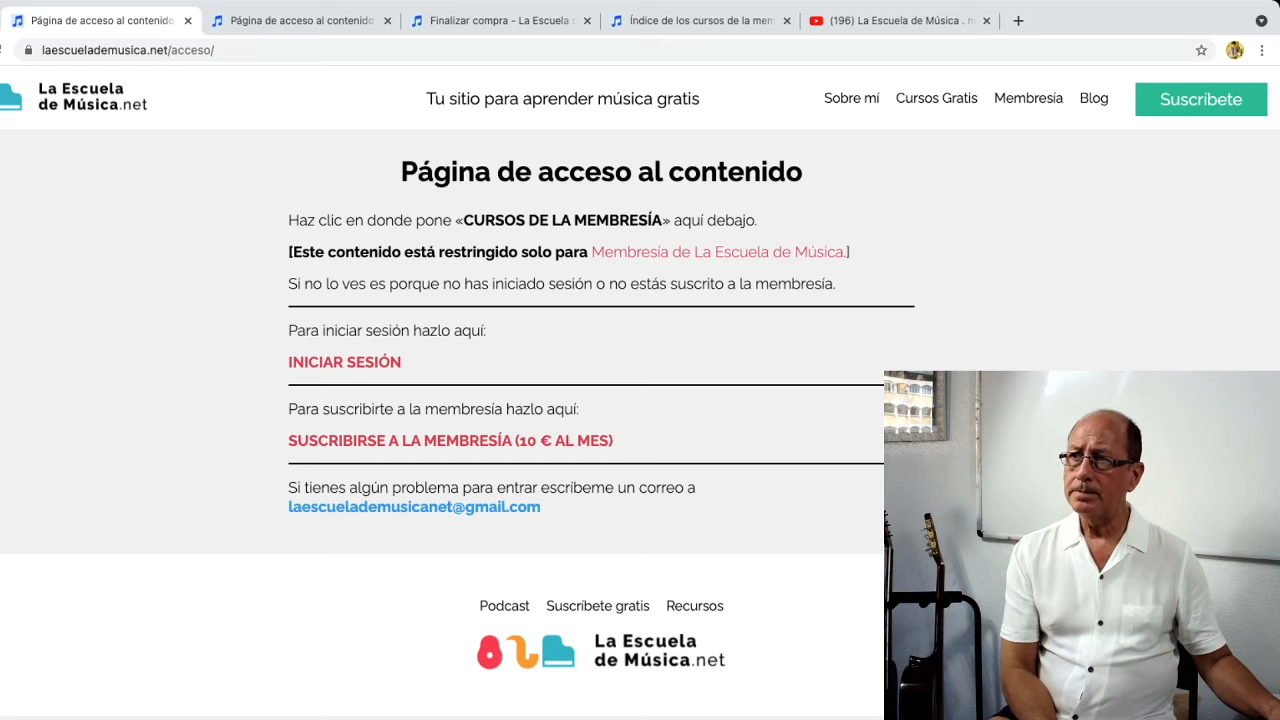 Página de acceso al contenido
Página de acceso al contenido
Finalizar compra - La Escuela
Índice de los cursos de la mem
(196) La Escuela de Música .
laescuelademusica.net/acceso/
La Escuela
de Música.net
Tu sitio para aprender música gratis
Sobre mí
Cursos Gratis
Membresía
Blog
Suscríbete
Página de acceso al contenido
Haz clic en donde pone «CURSOS DE LA MEMBRESÍA» aquí debajo.
[Este contenido está restringido solo para Membresía de La Escuela de Música.]
Si no lo ves es porque no has iniciado sesión o no estás suscrito a la membresía.
Para iniciar sesión hazlo aquí:
INICIAR SESIÓN
Para suscribirte a la membresía hazlo aquí:
SUSCRIBIRSE A LA MEMBRESÍA (10 € AL MES)
Si tienes algún problema para entrar escríbeme un correo a
laescuelademusicanet@gmail.com
Podcast
Suscríbete gratis
Recursos
La Escuela
de Música.net